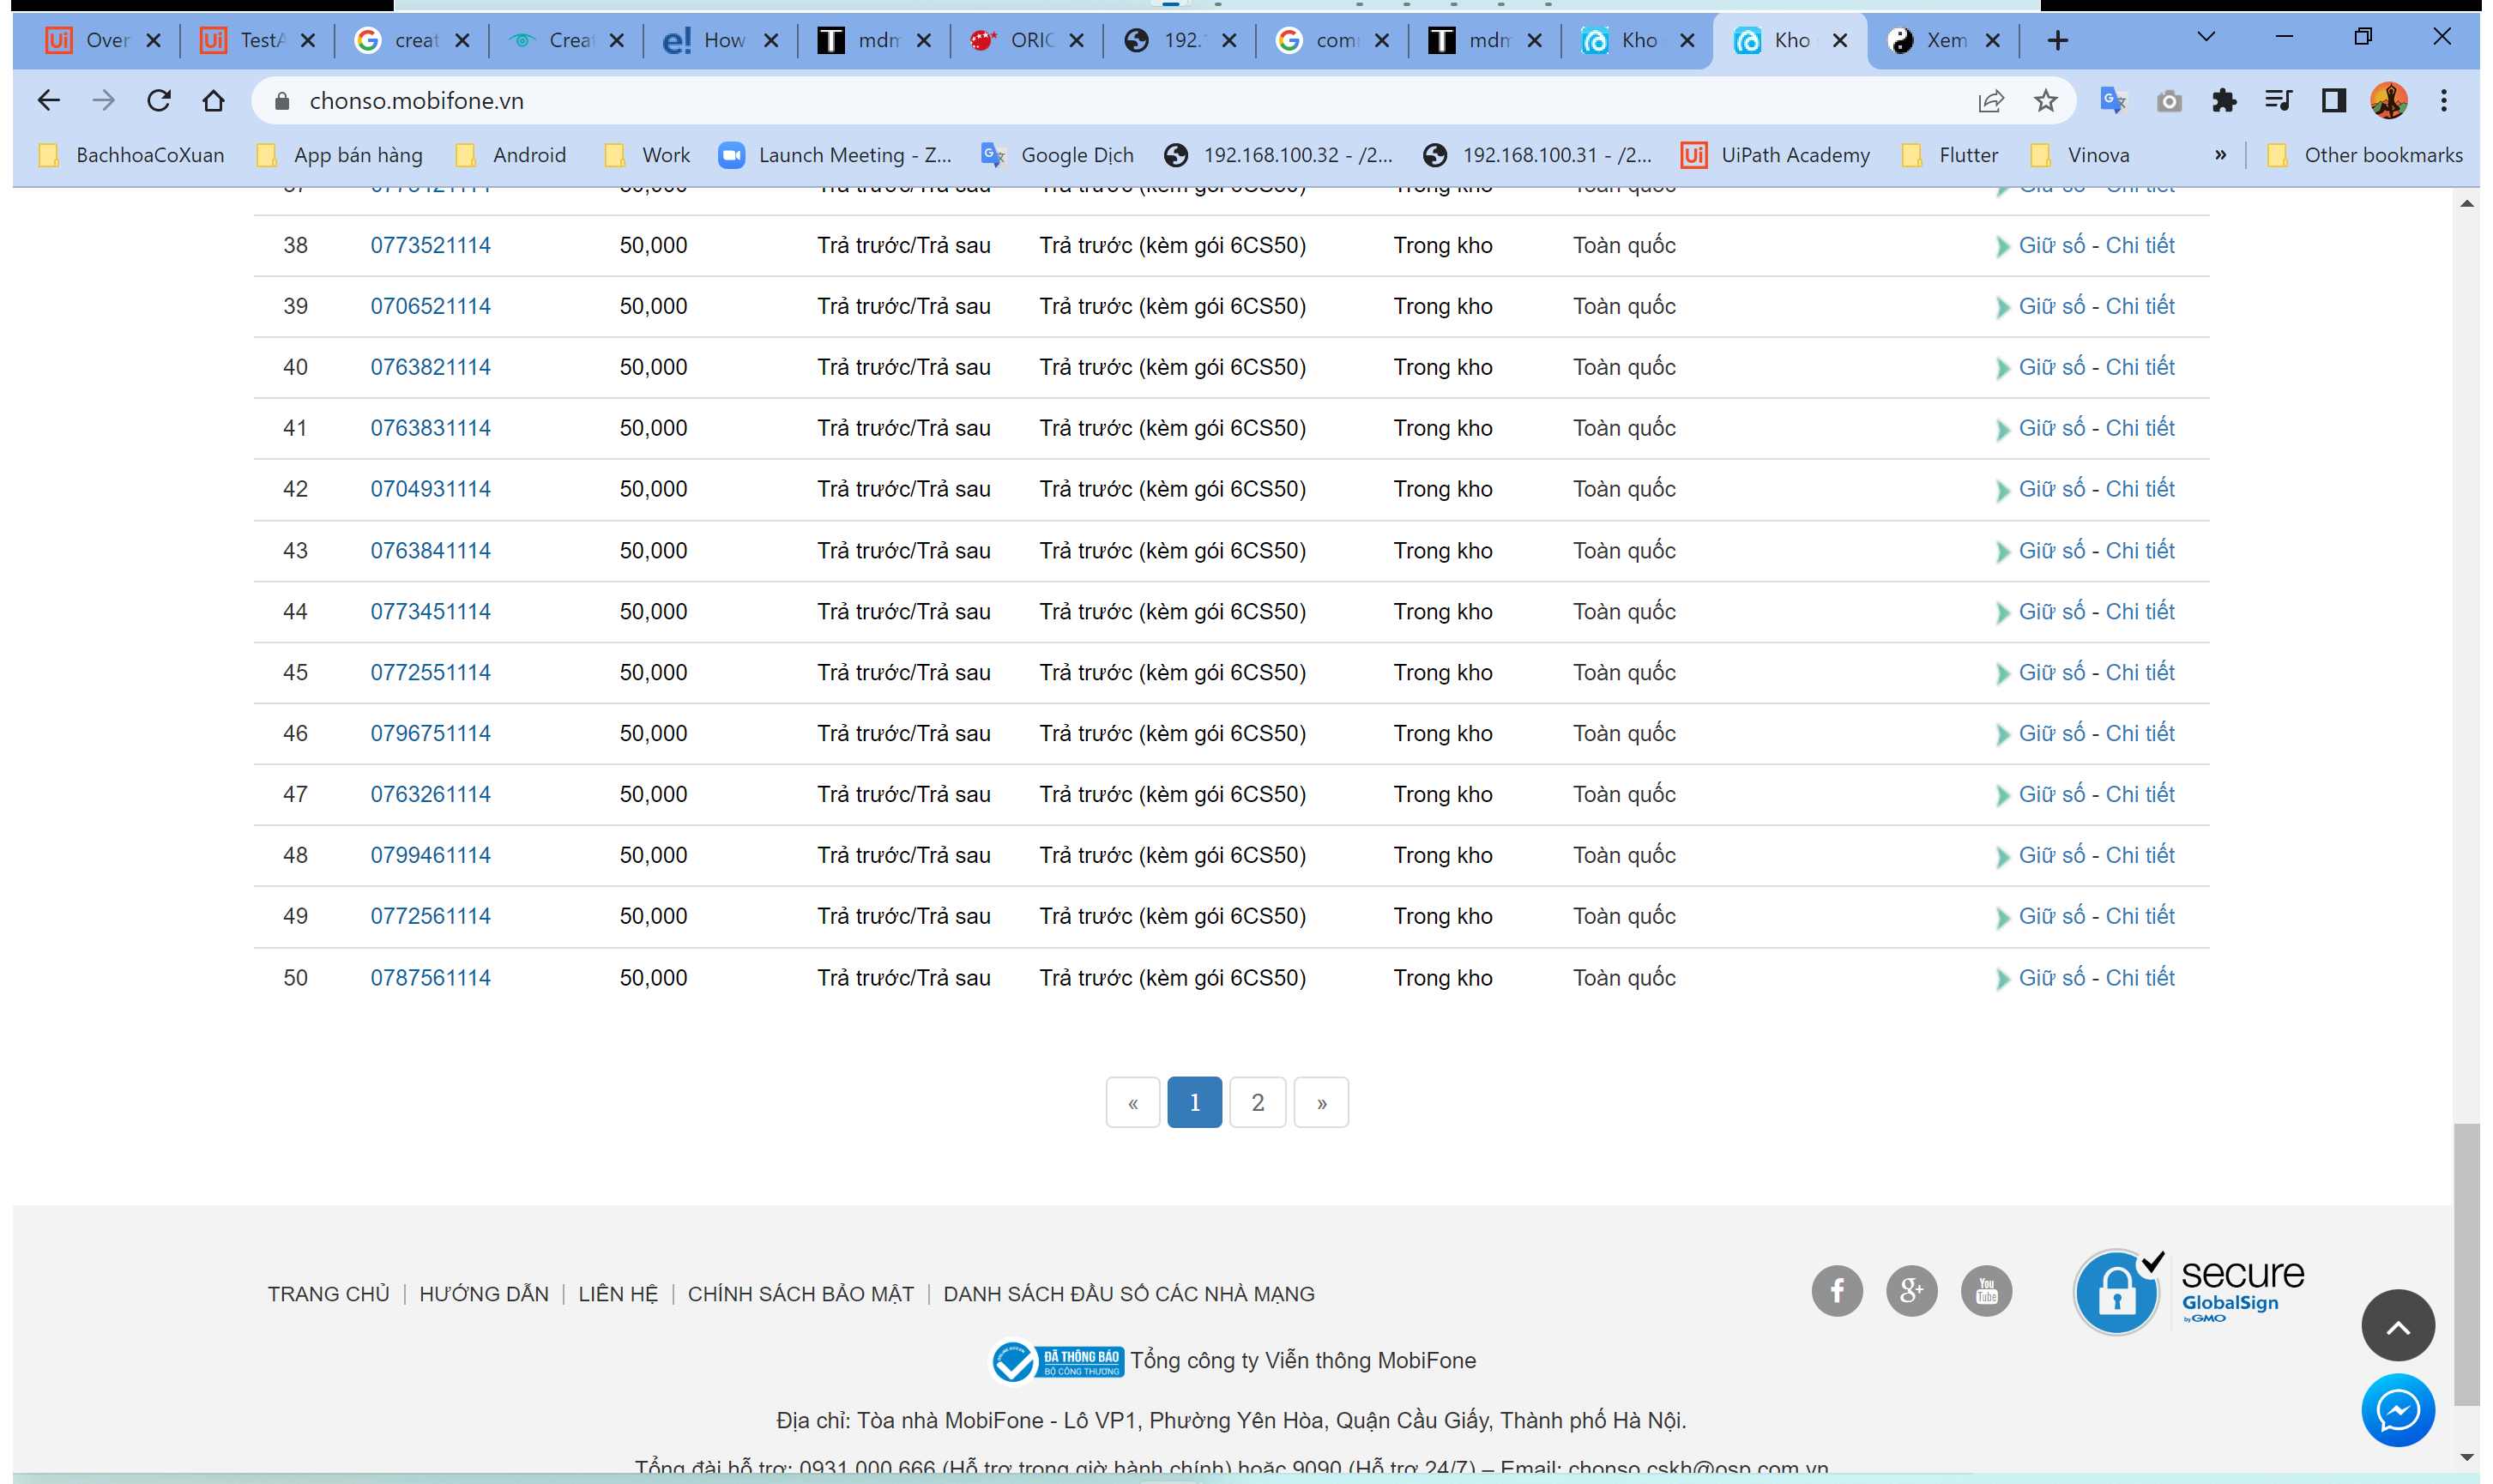 Over TestA creat Creat How mdm ORIC 192.1 com mdm Kho Kho Xem
chonso.mobifone.vn
BachhoaCoXuan App bán hàng Android Work Launch Meeting - Z... Google Dịch 192.168.100.32 - /2... 192.168.100.31 - /2... UiPath Academy Flutter Vinova » Other bookmarks
38 0773521114 50,000 Trả trước/Trả sau Trả trước (kèm gói 6CS50) Trong kho Toàn quốc Giữ số - Chi tiết
39 0706521114 50,000 Trả trước/Trả sau Trả trước (kèm gói 6CS50) Trong kho Toàn quốc Giữ số - Chi tiết
40 0763821114 50,000 Trả trước/Trả sau Trả trước (kèm gói 6CS50) Trong kho Toàn quốc Giữ số - Chi tiết
41 0763831114 50,000 Trả trước/Trả sau Trả trước (kèm gói 6CS50) Trong kho Toàn quốc Giữ số - Chi tiết
42 0704931114 50,000 Trả trước/Trả sau Trả trước (kèm gói 6CS50) Trong kho Toàn quốc Giữ số - Chi tiết
43 0763841114 50,000 Trả trước/Trả sau Trả trước (kèm gói 6CS50) Trong kho Toàn quốc Giữ số - Chi tiết
44 0773451114 50,000 Trả trước/Trả sau Trả trước (kèm gói 6CS50) Trong kho Toàn quốc Giữ số - Chi tiết
45 0772551114 50,000 Trả trước/Trả sau Trả trước (kèm gói 6CS50) Trong kho Toàn quốc Giữ số - Chi tiết
46 0796751114 50,000 Trả trước/Trả sau Trả trước (kèm gói 6CS50) Trong kho Toàn quốc Giữ số - Chi tiết
47 0763261114 50,000 Trả trước/Trả sau Trả trước (kèm gói 6CS50) Trong kho Toàn quốc Giữ số - Chi tiết
48 0799461114 50,000 Trả trước/Trả sau Trả trước (kèm gói 6CS50) Trong kho Toàn quốc Giữ số - Chi tiết
49 0772561114 50,000 Trả trước/Trả sau Trả trước (kèm gói 6CS50) Trong kho Toàn quốc Giữ số - Chi tiết
50 0787561114 50,000 Trả trước/Trả sau Trả trước (kèm gói 6CS50) Trong kho Toàn quốc Giữ số - Chi tiết
« 1 2 »
TRANG CHỦ | HƯỚNG DẪN | LIÊN HỆ | CHÍNH SÁCH BẢO MẬT | DANH SÁCH ĐẦU SỐ CÁC NHÀ MẠNG
You
Tube
secure
GlobalSign
by GMO
ĐÃ THÔNG BÁO
BỘ CÔNG THƯƠNG
Tổng công ty Viễn thông MobiFone
Địa chỉ: Tòa nhà MobiFone - Lô VP1, Phường Yên Hòa, Quận Cầu Giấy, Thành phố Hà Nội.
Tổng đài hỗ trợ: 0931 000 666 (Hỗ trợ trong giờ hành chính) hoặc 9090 (Hỗ trợ 24/7) – Email: chonso.cskh@osp.com.vn